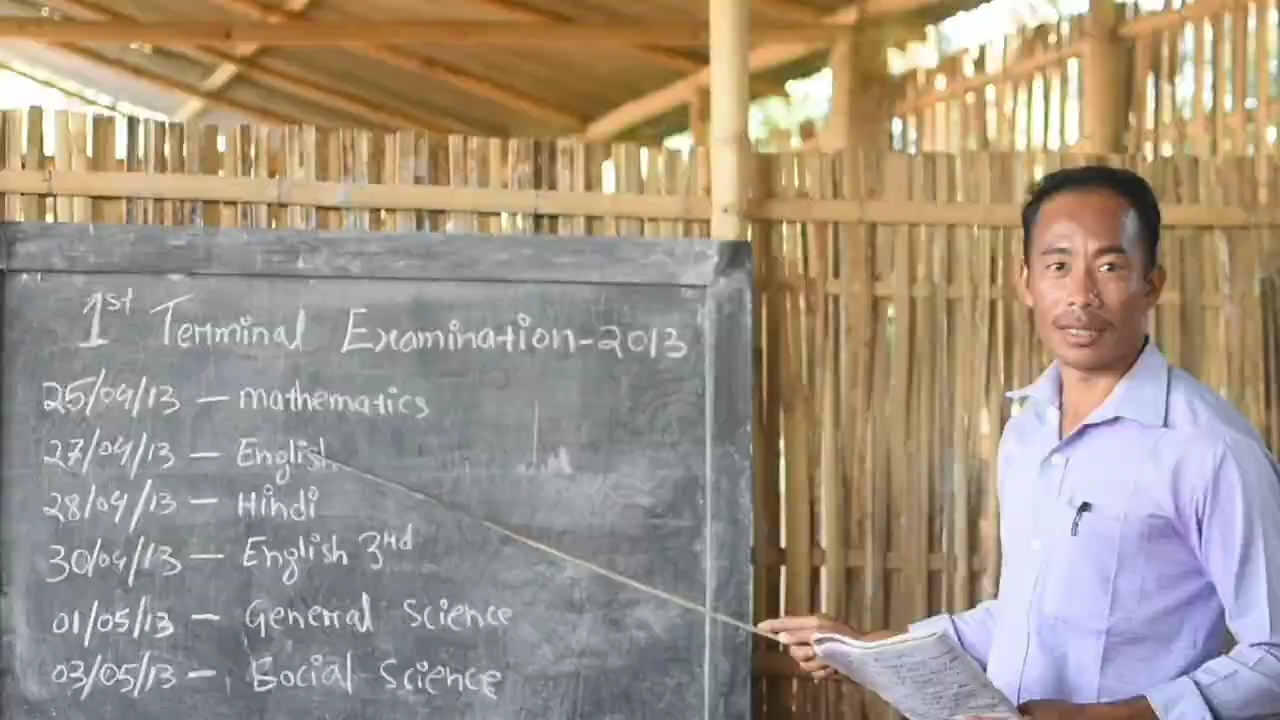 1st Terminal Examination-2013
25/04/13 — mathematics
27/04/13 — English
28/04/13 — Hindi
30/04/13 — English 3rd
01/05/13 — General Science
03/05/13 — Social Science